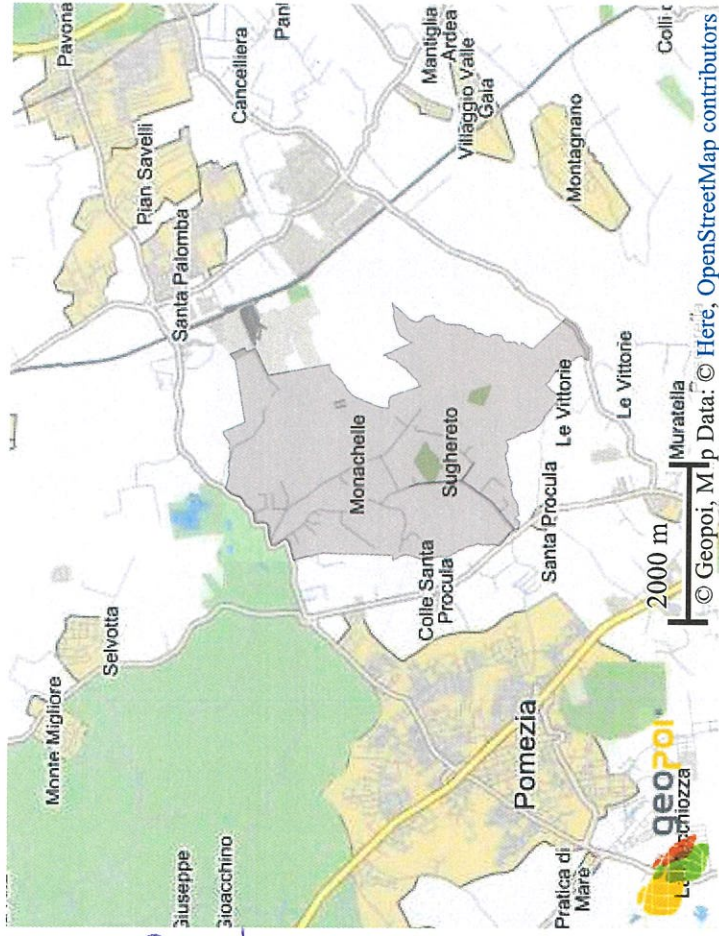 Pavona
Pian Savelli
Cancelliera
Santa Palomba
Mantiglia
Ardea
Villaggio Valle
Gaia
Montagnano
Colli
Monte Migliore
Selvotta
Monachelle
Sughereto
Le Vittorie
Le Vittorie
Colle Santa
Procula
Santa Procula
Muratella
Giuseppe
Gioacchino
Pomezia
Pratica di
Mare
2000 m
geopoi
© Geopoi, M p Data: © Here, OpenStreetMap contributors